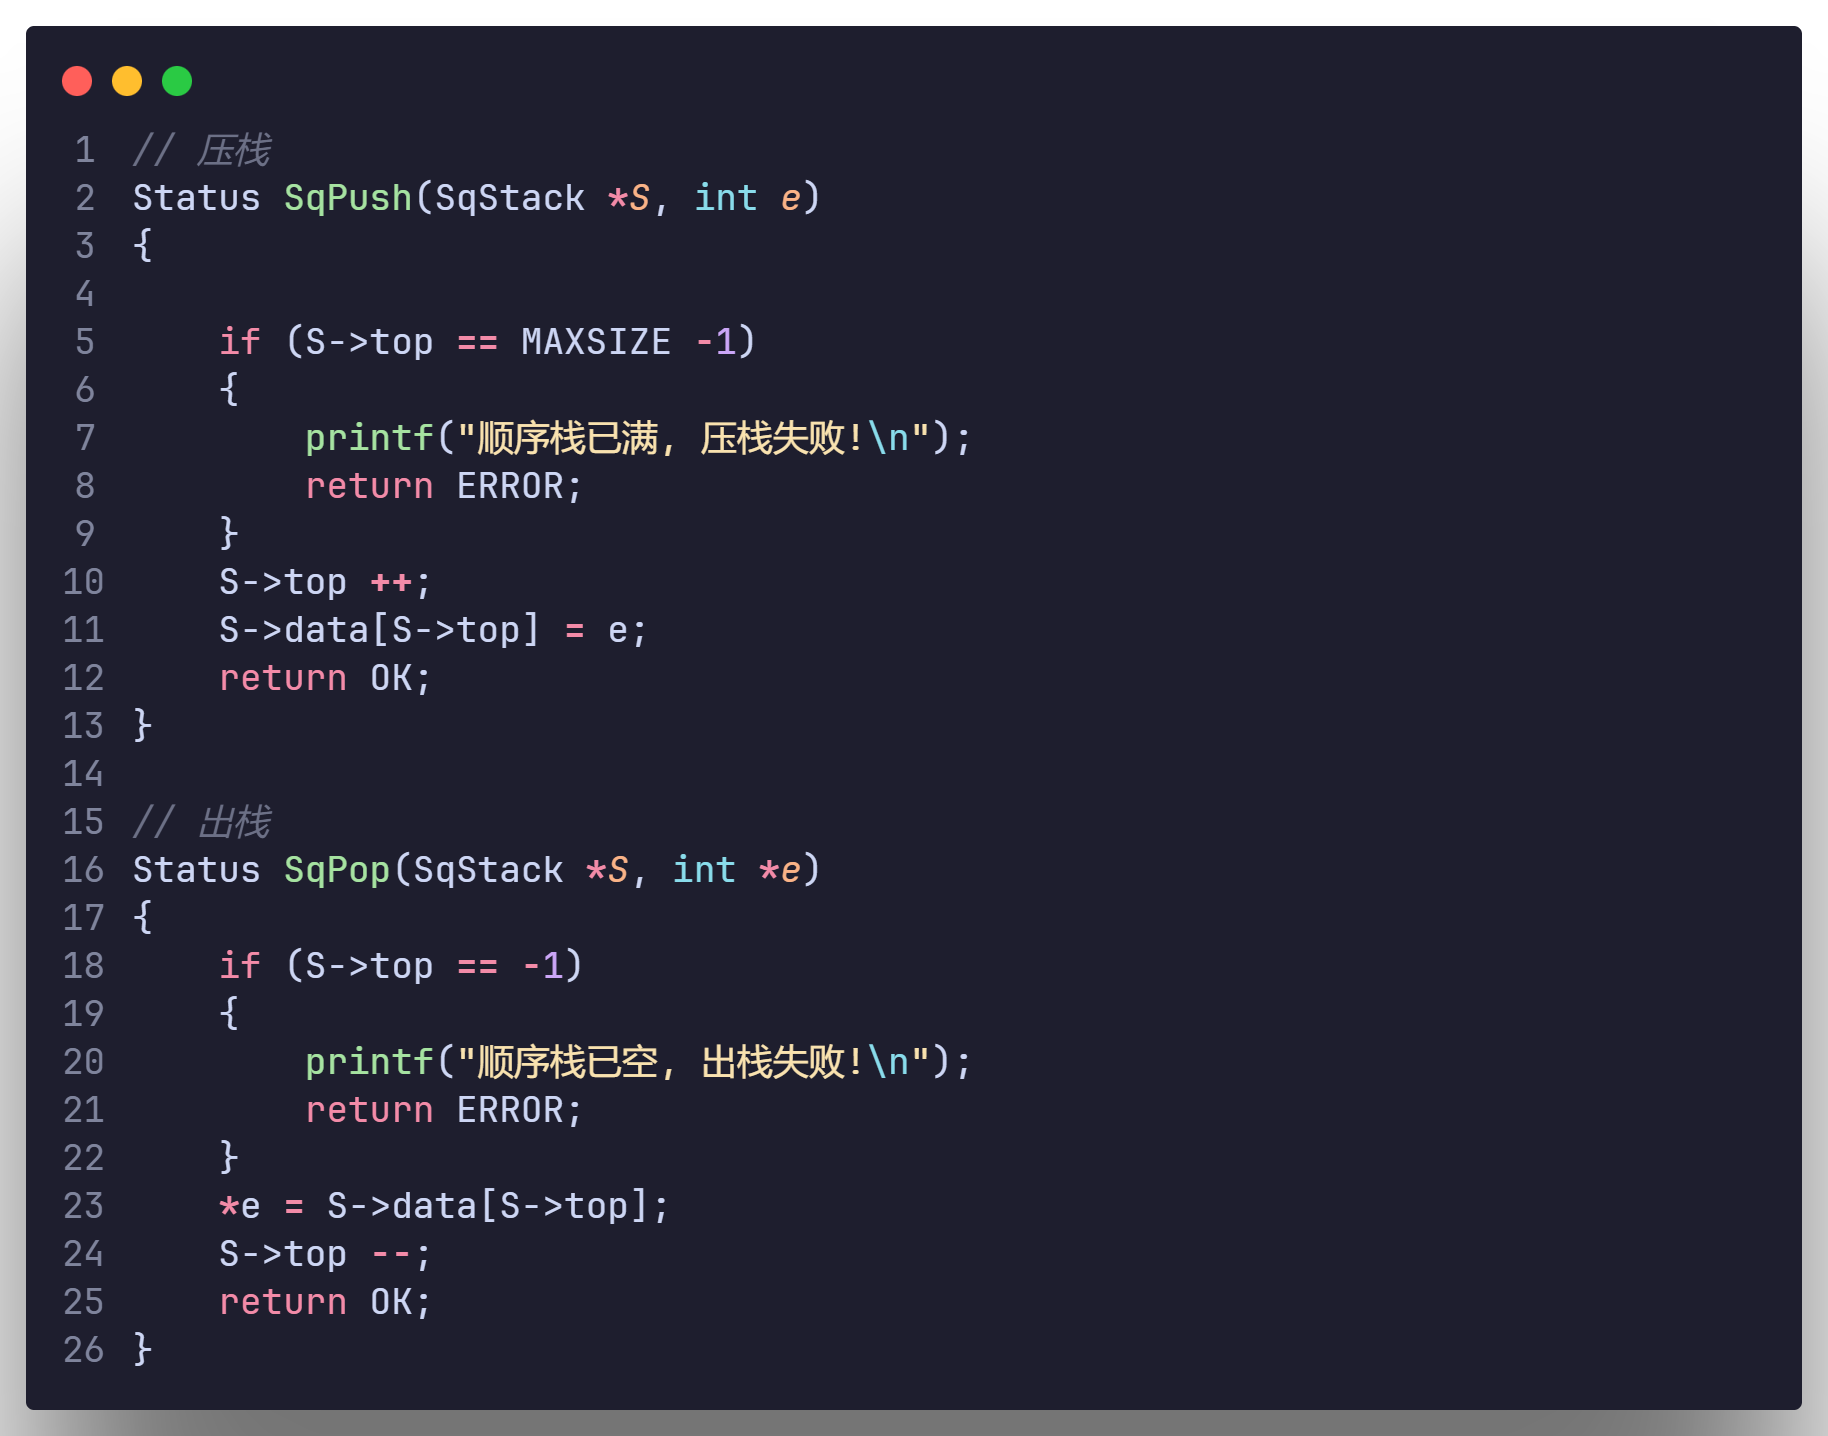 1 // 压栈
2 Status SqPush(SqStack *S, int e)
3 {
4
5     if (S->top == MAXSIZE -1)
6     {
7         printf("顺序栈已满, 压栈失败!\n");
8         return ERROR;
9     }
10     S->top ++;
11     S->data[S->top] = e;
12     return OK;
13 }
14
15 // 出栈
16 Status SqPop(SqStack *S, int *e)
17 {
18     if (S->top == -1)
19     {
20         printf("顺序栈已空, 出栈失败!\n");
21         return ERROR;
22     }
23     *e = S->data[S->top];
24     S->top --;
25     return OK;
26 }